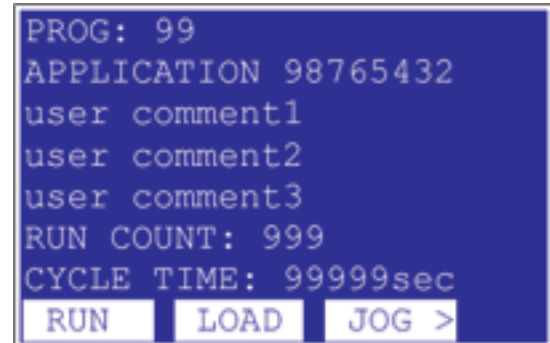 PROG: 99
APPLICATION 98765432
user comment1
user comment2
user comment3
RUN COUNT: 999
CYCLE TIME: 99999sec
RUN LOAD JOG >